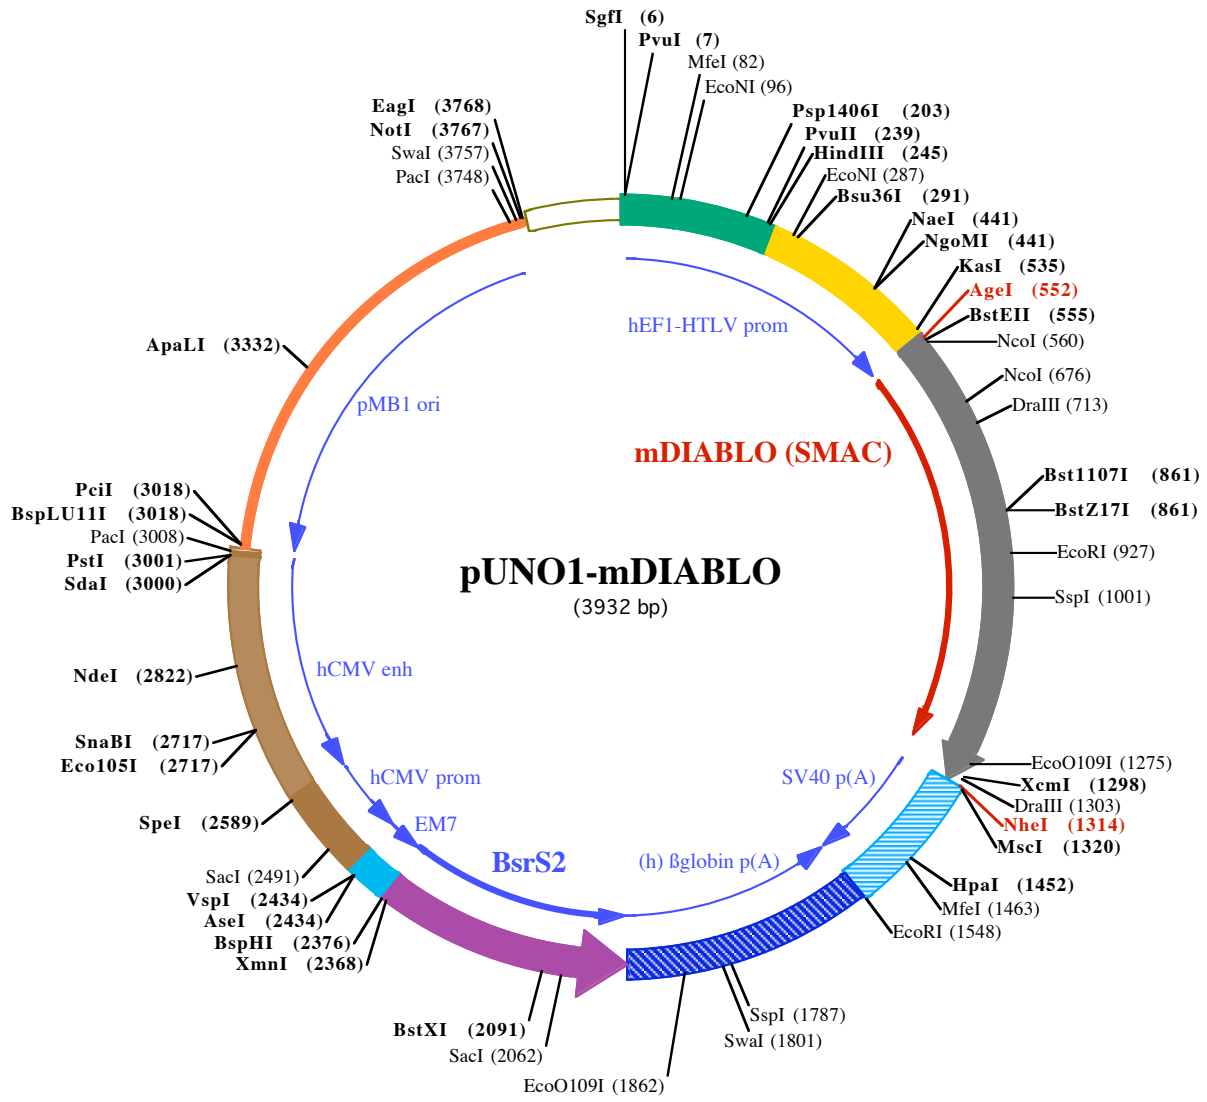 SgfI (6)
PvuI (7)
MfeI (82)
EcoNI (96)
Psp1406I (203)
PvuII (239)
HindIII (245)
EcoNI (287)
Bsu36I (291)
NaeI (441)
NgoMI (441)
KasI (535)
AgeI (552)
BstEII (555)
NcoI (560)
NcoI (676)
DraIII (713)
Bst1107I (861)
BstZ17I (861)
EcoRI (927)
SspI (1001)
EcoO109I (1275)
XcmI (1298)
DraIII (1303)
NheI (1314)
MscI (1320)
HpaI (1452)
MfeI (1463)
EcoRI (1548)
SspI (1787)
SwaI (1801)
EcoO109I (1862)
SacI (2062)
BstXI (2091)
XmnI (2368)
BspHI (2376)
AseI (2434)
VspI (2434)
SacI (2491)
SpeI (2589)
Eco105I (2717)
SnaBI (2717)
NdeI (2822)
SdaI (3000)
PstI (3001)
PacI (3008)
BspLU11I (3018)
PciI (3018)
ApaLI (3332)
PacI (3748)
SwaI (3757)
NotI (3767)
EagI (3768)
hEF1-HTLV prom
pMB1 ori
mDIABLO (SMAC)
pUNO1-mDIABLO
(3932 bp)
hCMV enh
hCMV prom
SV40 p(A)
EM7
BsrS2
(h) ßglobin p(A)